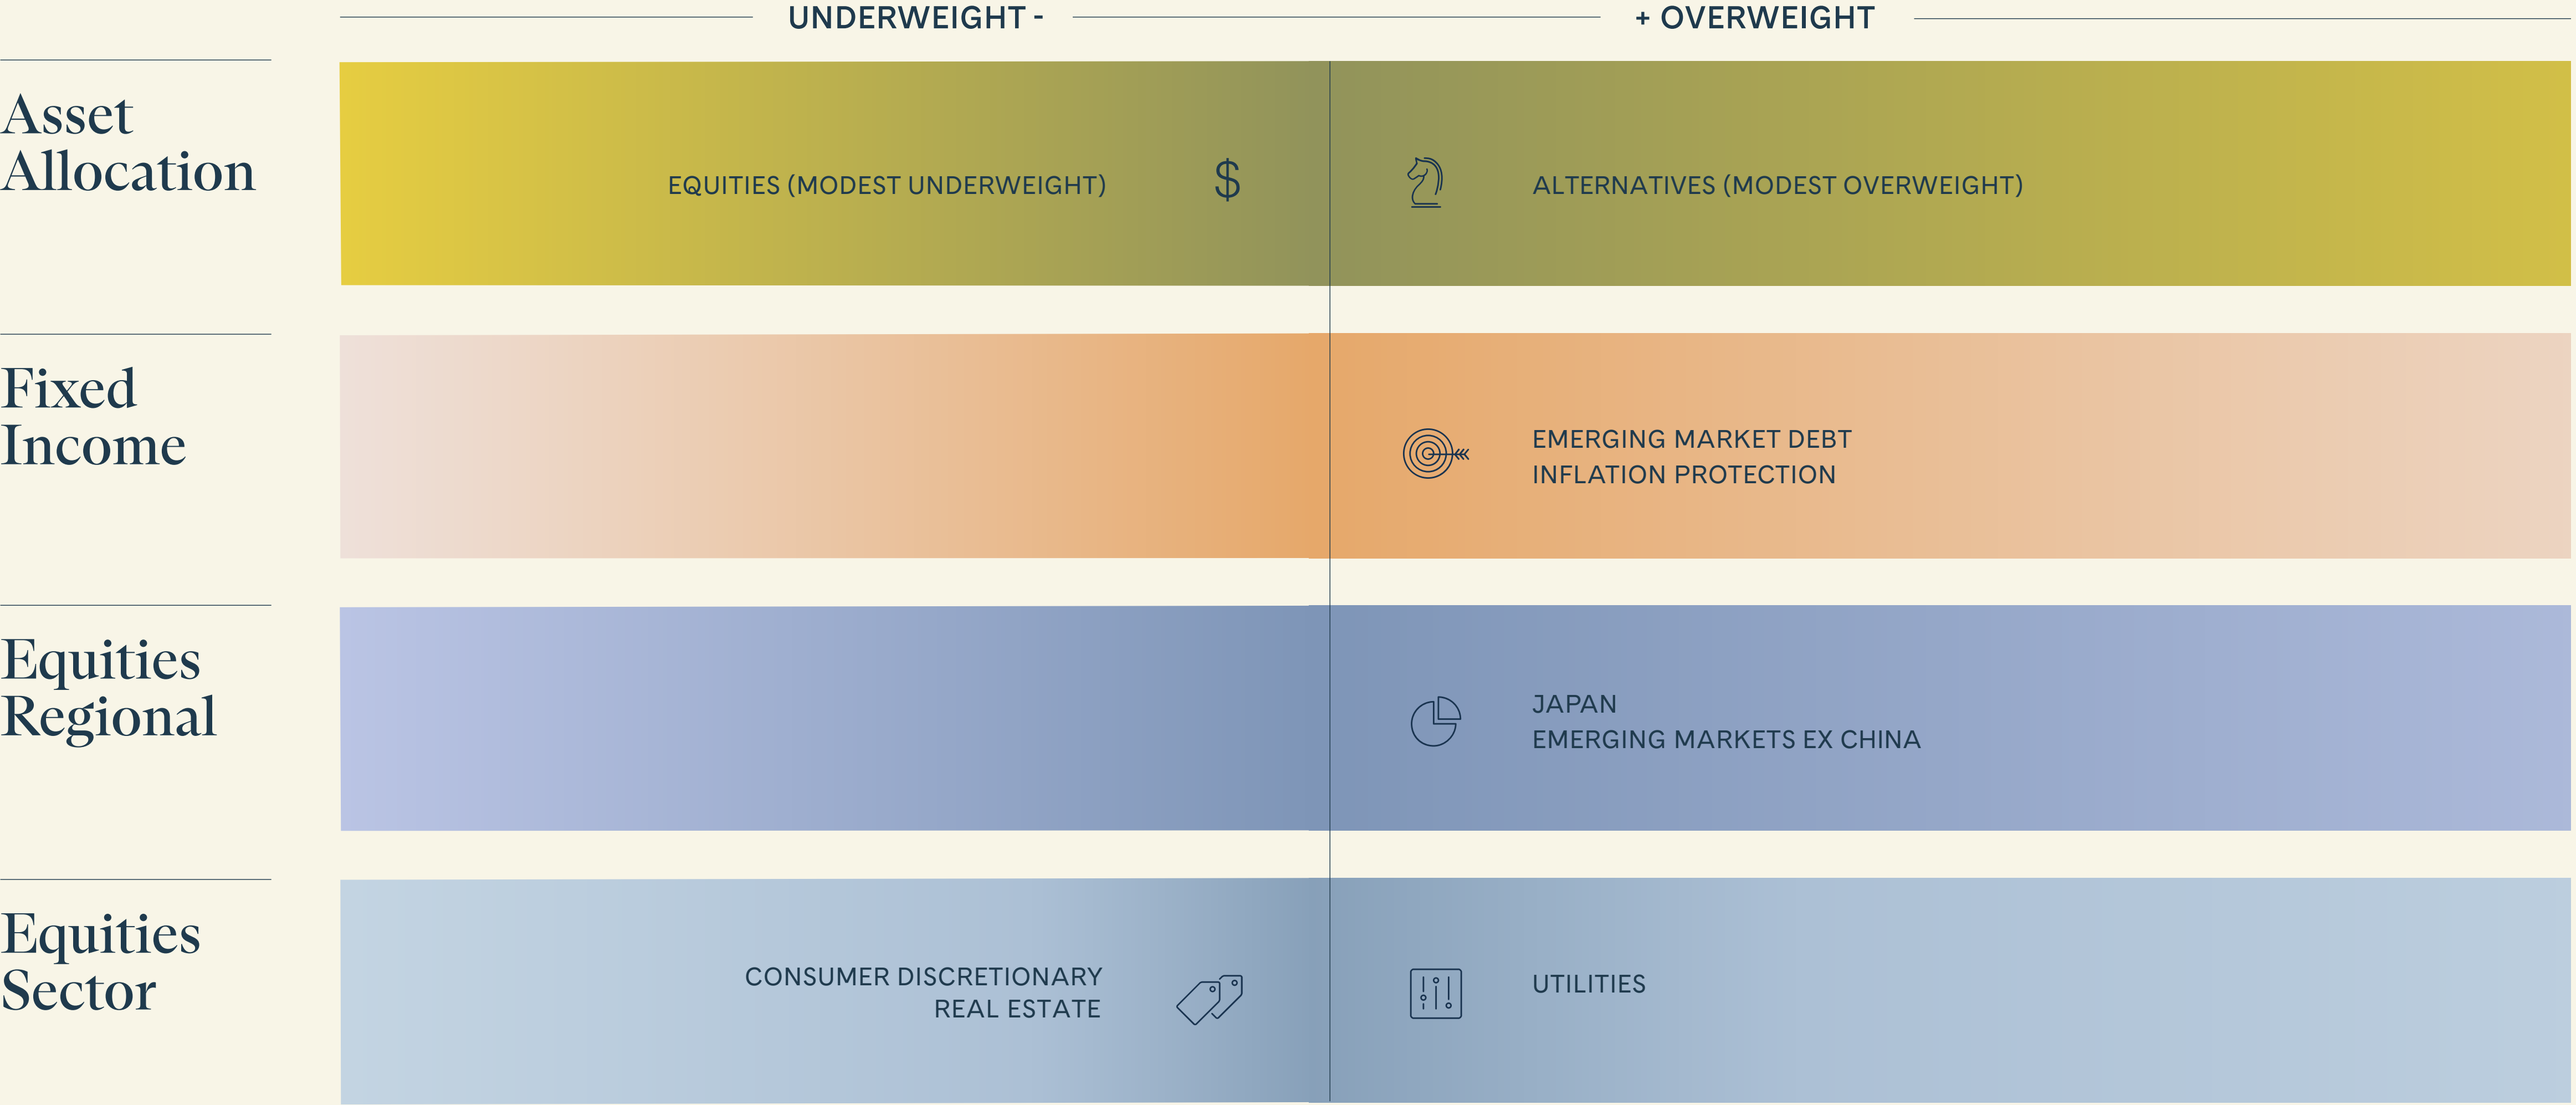 UNDERWEIGHT -
+ OVERWEIGHT
Asset
Allocation
EQUITIES (MODEST UNDERWEIGHT)
$
ALTERNATIVES (MODEST OVERWEIGHT)
Fixed
Income
EMERGING MARKET DEBT
INFLATION PROTECTION
Equities
Regional
JAPAN
EMERGING MARKETS EX CHINA
Equities
Sector
CONSUMER DISCRETIONARY
REAL ESTATE
UTILITIES